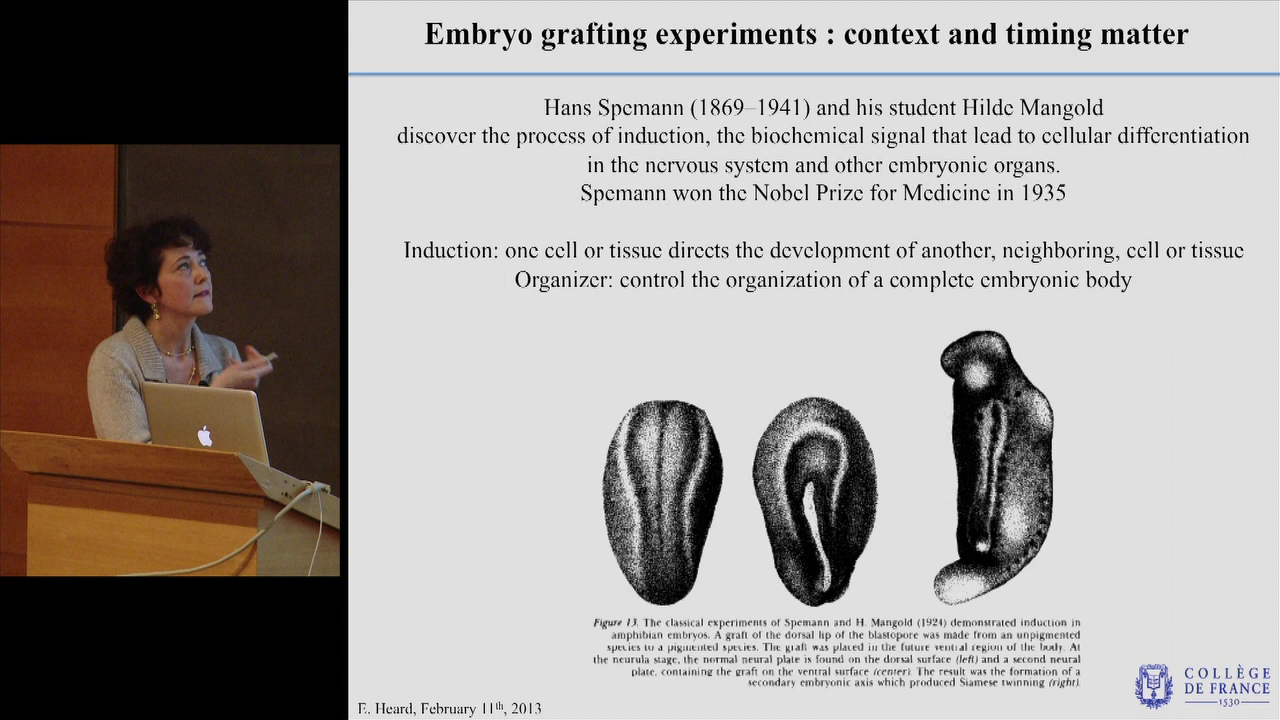 Embryo grafting experiments : context and timing matter
Hans Spemann (1869–1941) and his student Hilde Mangold
discover the process of induction, the biochemical signal that lead to cellular differentiation
in the nervous system and other embryonic organs.
Spemann won the Nobel Prize for Medicine in 1935
Induction: one cell or tissue directs the development of another, neighboring, cell or tissue
Organizer: control the organization of a complete embryonic body
Figure 13. The classical experiments of Spemann and H. Mangold (1924) demonstrated induction in
amphibian embryos. A graft of the dorsal lip of the blastopore was made from an unpigmented
species to a pigmented species. The graft was placed in the future ventral region of the body. At
the neurula stage, the normal neural plate is found on the dorsal surface (left) and a second neural
plate, containing the graft on the ventral surface (center). The result was the formation of a
secondary embryonic axis which produced Siamese twinning (right).
E. Heard, February 11th, 2013
COLLÈGE
DE FRANCE
1530